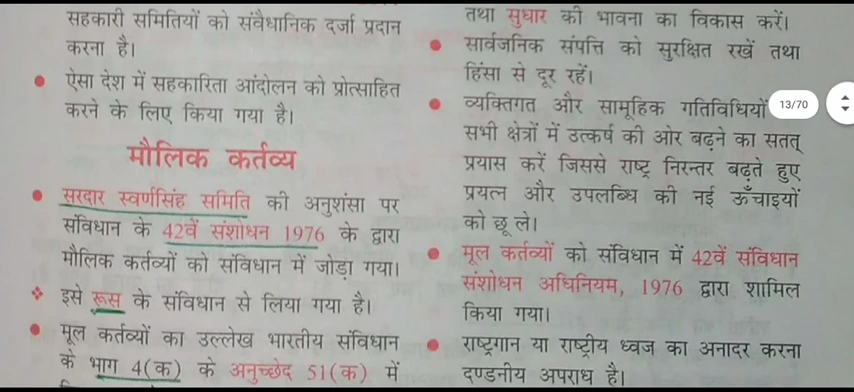 सहकारी समितियों को संवैधानिक दर्जा प्रदान
करना है।
ऐसा देश में सहकारिता आंदोलन को प्रोत्साहित
करने के लिए किया गया है।
मौलिक कर्तव्य
सरदार स्वर्णसिंह समिति की अनुशंसा पर
संविधान के 42वें संशोधन 1976 के द्वारा
मौलिक कर्तव्यों को संविधान में जोड़ा गया।
इसे रूस के संविधान से लिया गया है।
मूल कर्तव्यों का उल्लेख भारतीय संविधान
के भाग 4(क) के अनुच्छेद 51(क) में
तथा सुधार की भावना का विकास करें।
सार्वजनिक संपत्ति को सुरक्षित रखें तथा
हिंसा से दूर रहें।
व्यक्तिगत और सामूहिक गतिविधियों
13/70
सभी क्षेत्रों में उत्कर्ष की ओर बढ़ने का सतत्
प्रयास करें जिससे राष्ट्र निरन्तर बढ़ते हुए
प्रयत्न और उपलब्धि की नई ऊँचाइयों
को छू ले।
मूल कर्तव्यों को संविधान में 42वें संविधान
संशोधन अधिनियम, 1976 द्वारा शामिल
किया गया।
राष्ट्रगान या राष्ट्रीय ध्वज का अनादर करना
दण्डनीय अपराध है।